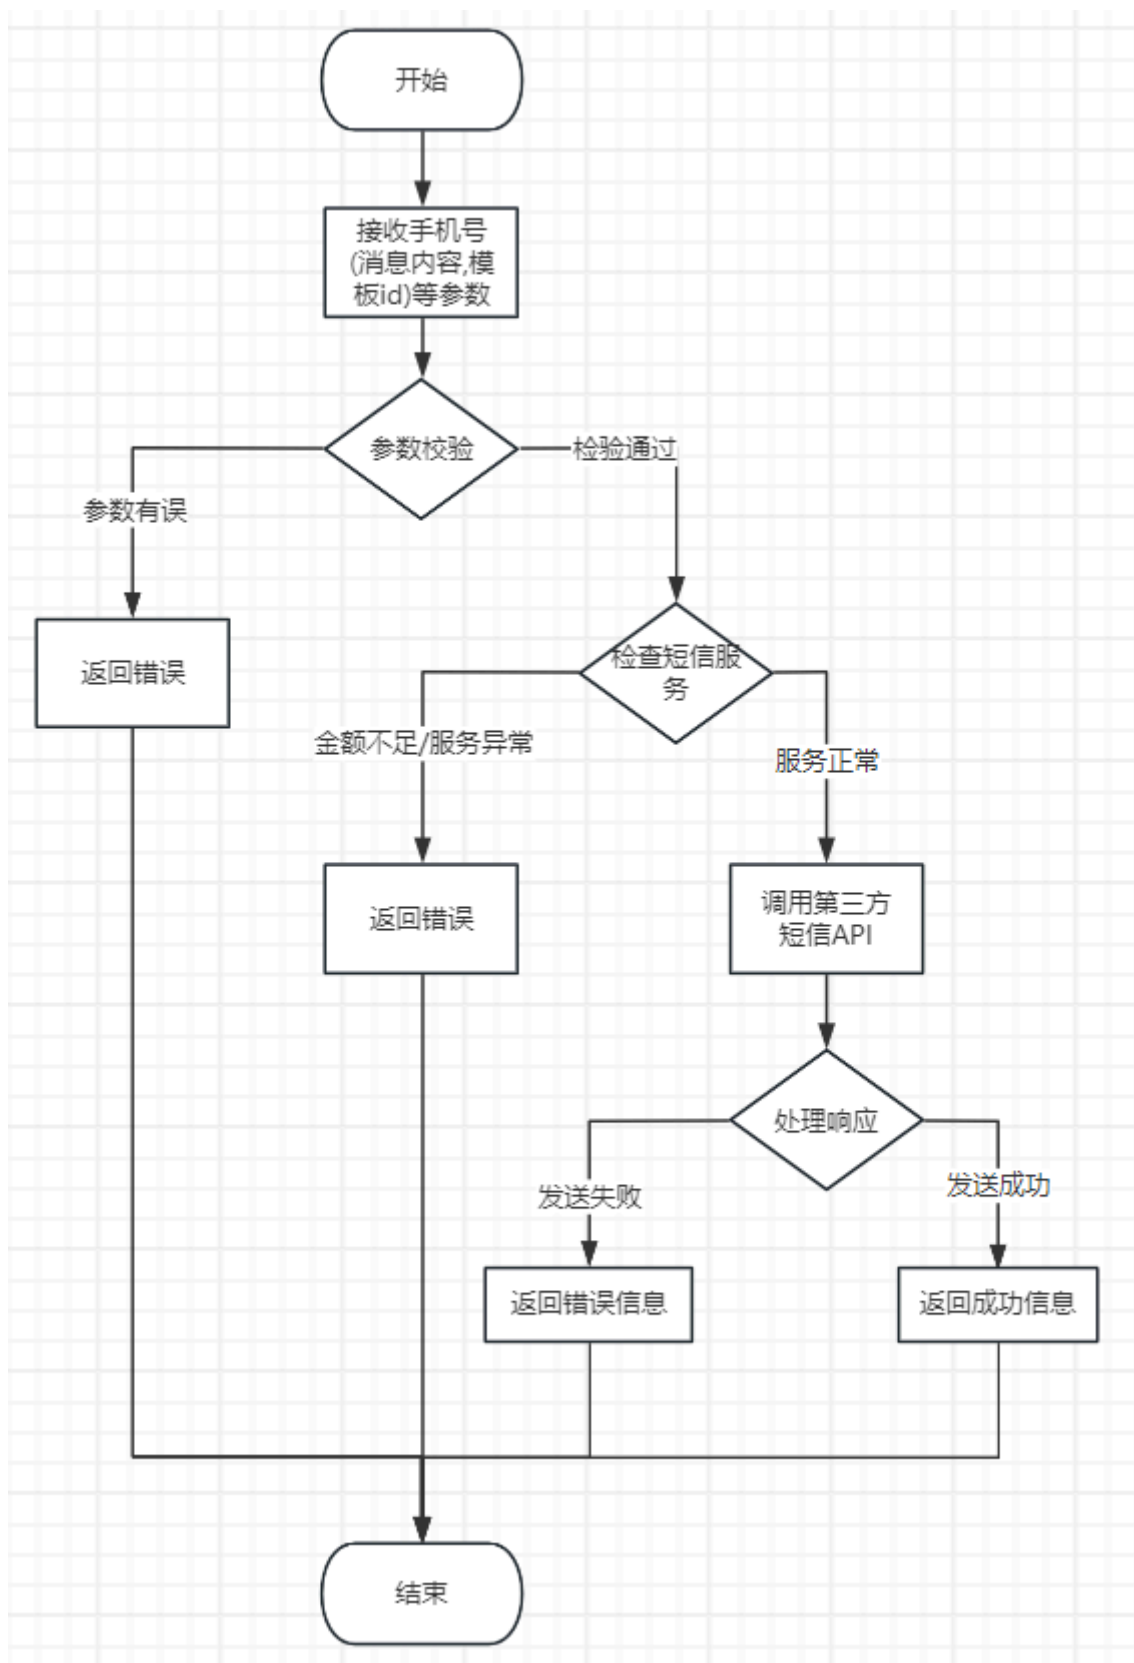 开始
接收手机号
(消息内容,模
板id)等参数
参数校验
检验通过
参数有误
返回错误
检查短信服
务
金额不足/服务异常
服务正常
返回错误
调用第三方
短信API
处理响应
发送失败
发送成功
返回错误信息
返回成功信息
结束